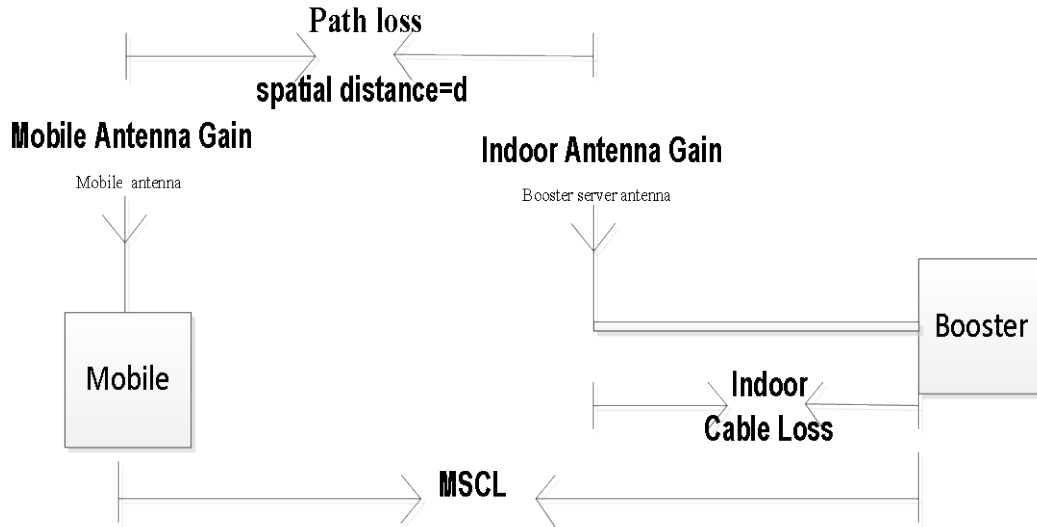 Path loss
spatial distance=d
Mobile Antenna Gain
Indoor Antenna Gain
Mobile antenna
Booster server antenna
Mobile
Booster
Indoor
Cable Loss
MSCL